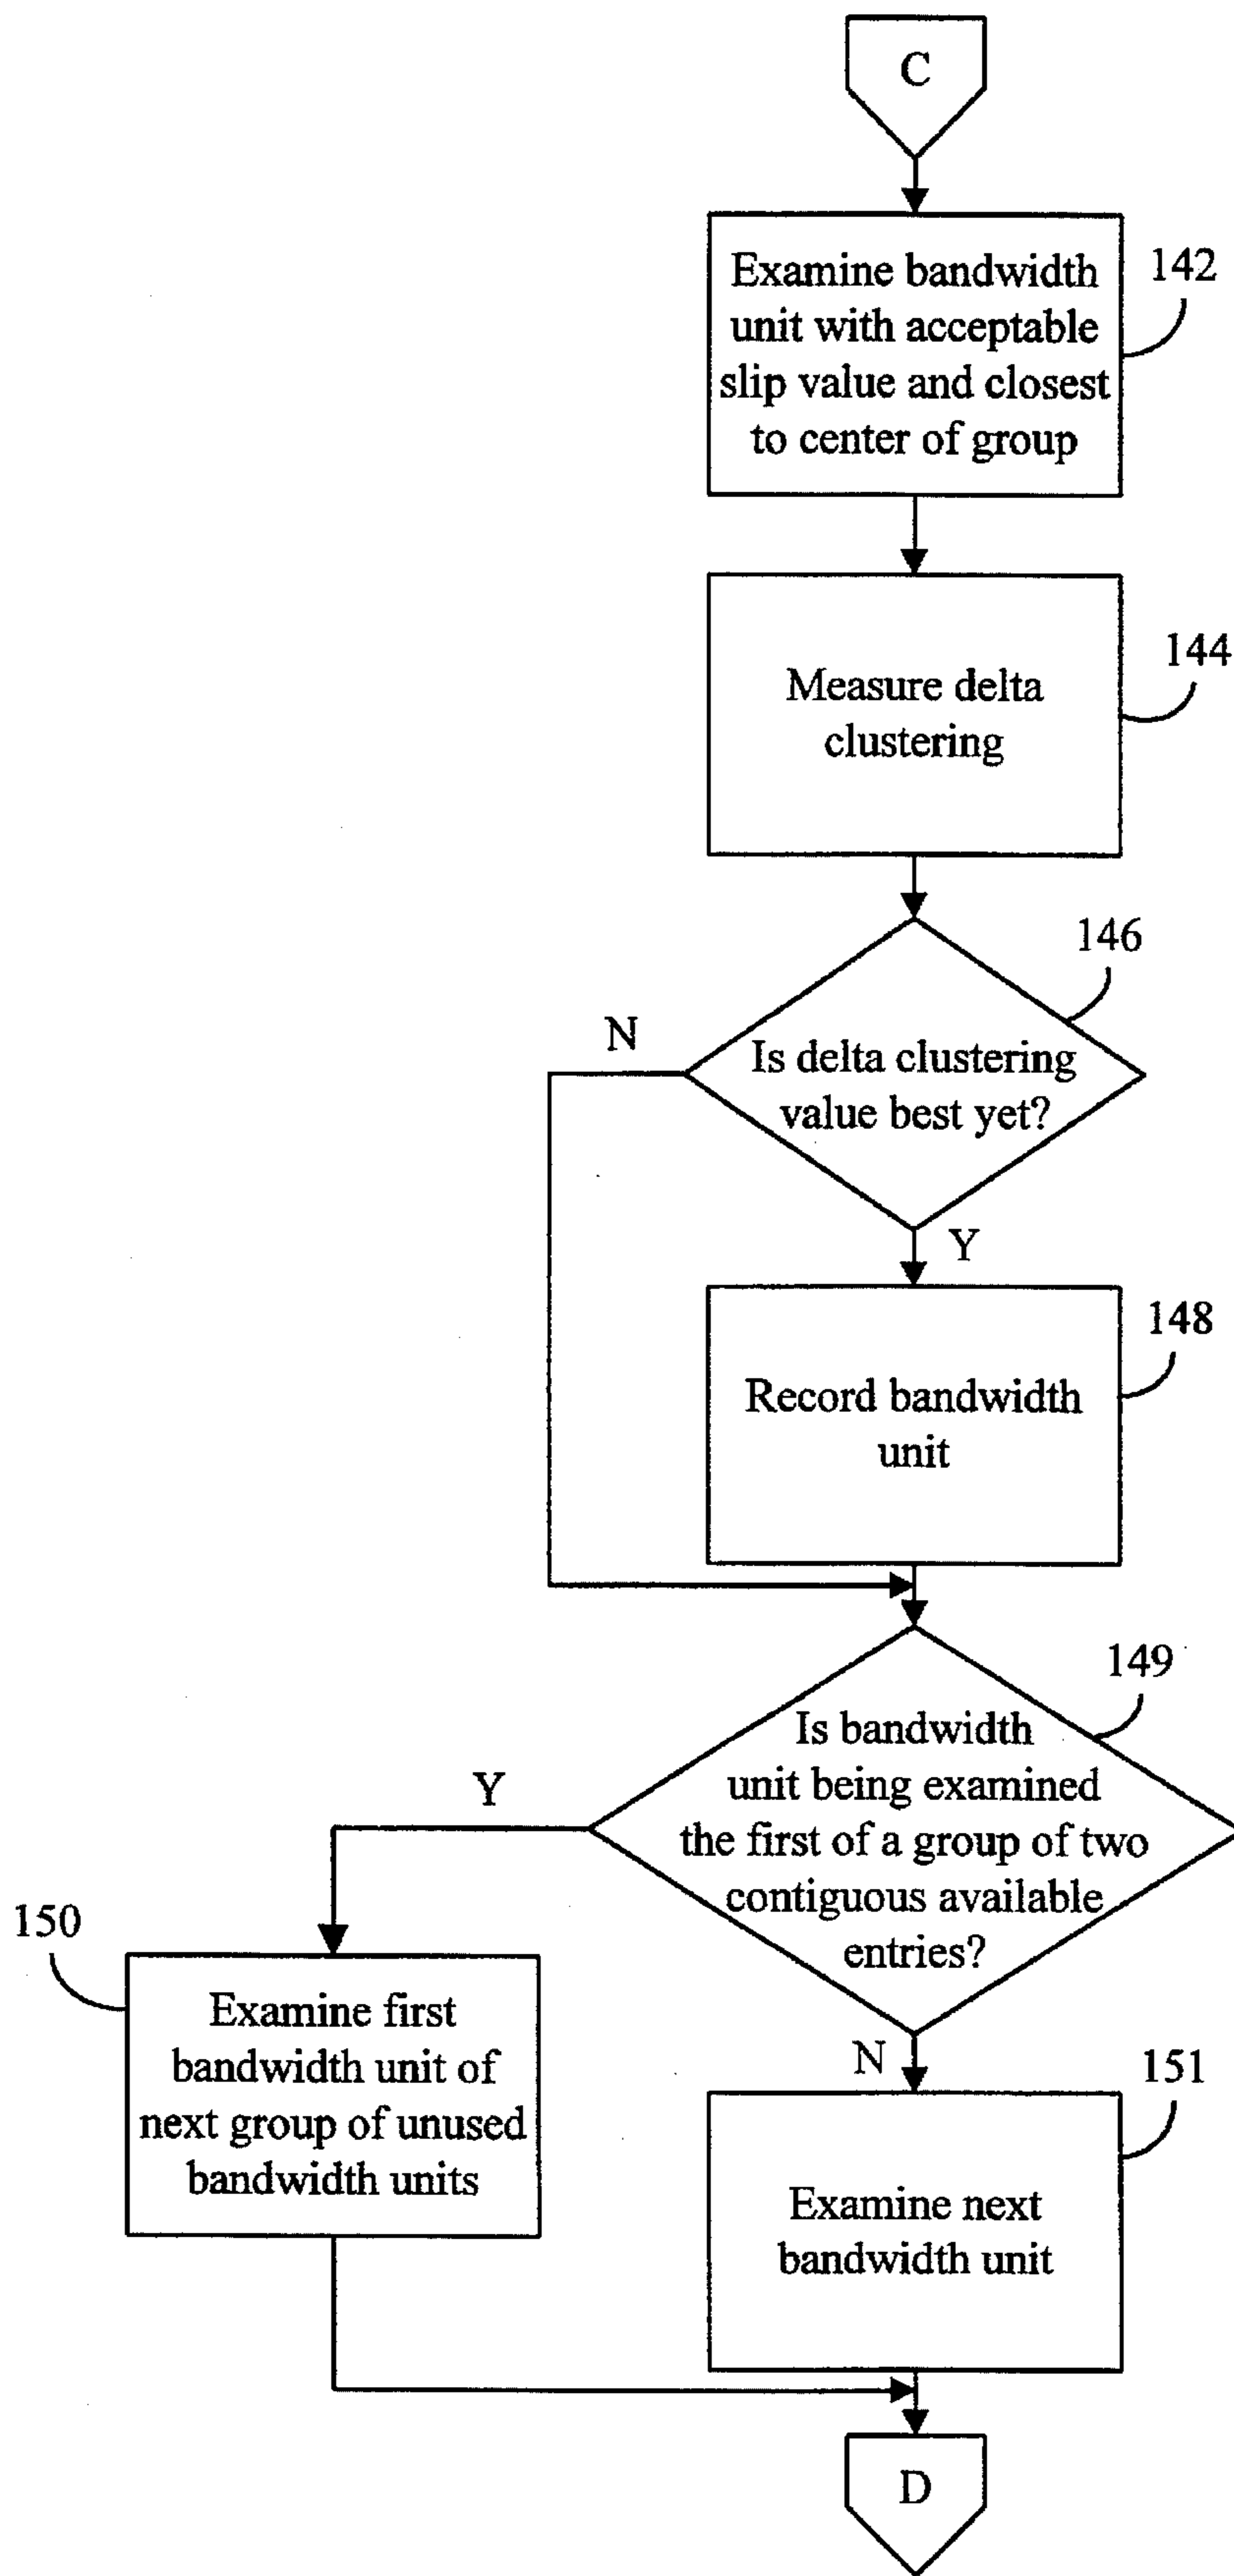 C
Examine bandwidth
unit with acceptable
slip value and closest
to center of group
142
Measure delta
clustering
144
146
N
Is delta clustering
value best yet?
Y
148
Record bandwidth
unit
149
Is bandwidth
unit being examined
the first of a group of two
contiguous available
entries?
Y
150
Examine first
bandwidth unit of
next group of unused
bandwidth units
N
151
Examine next
bandwidth unit
D